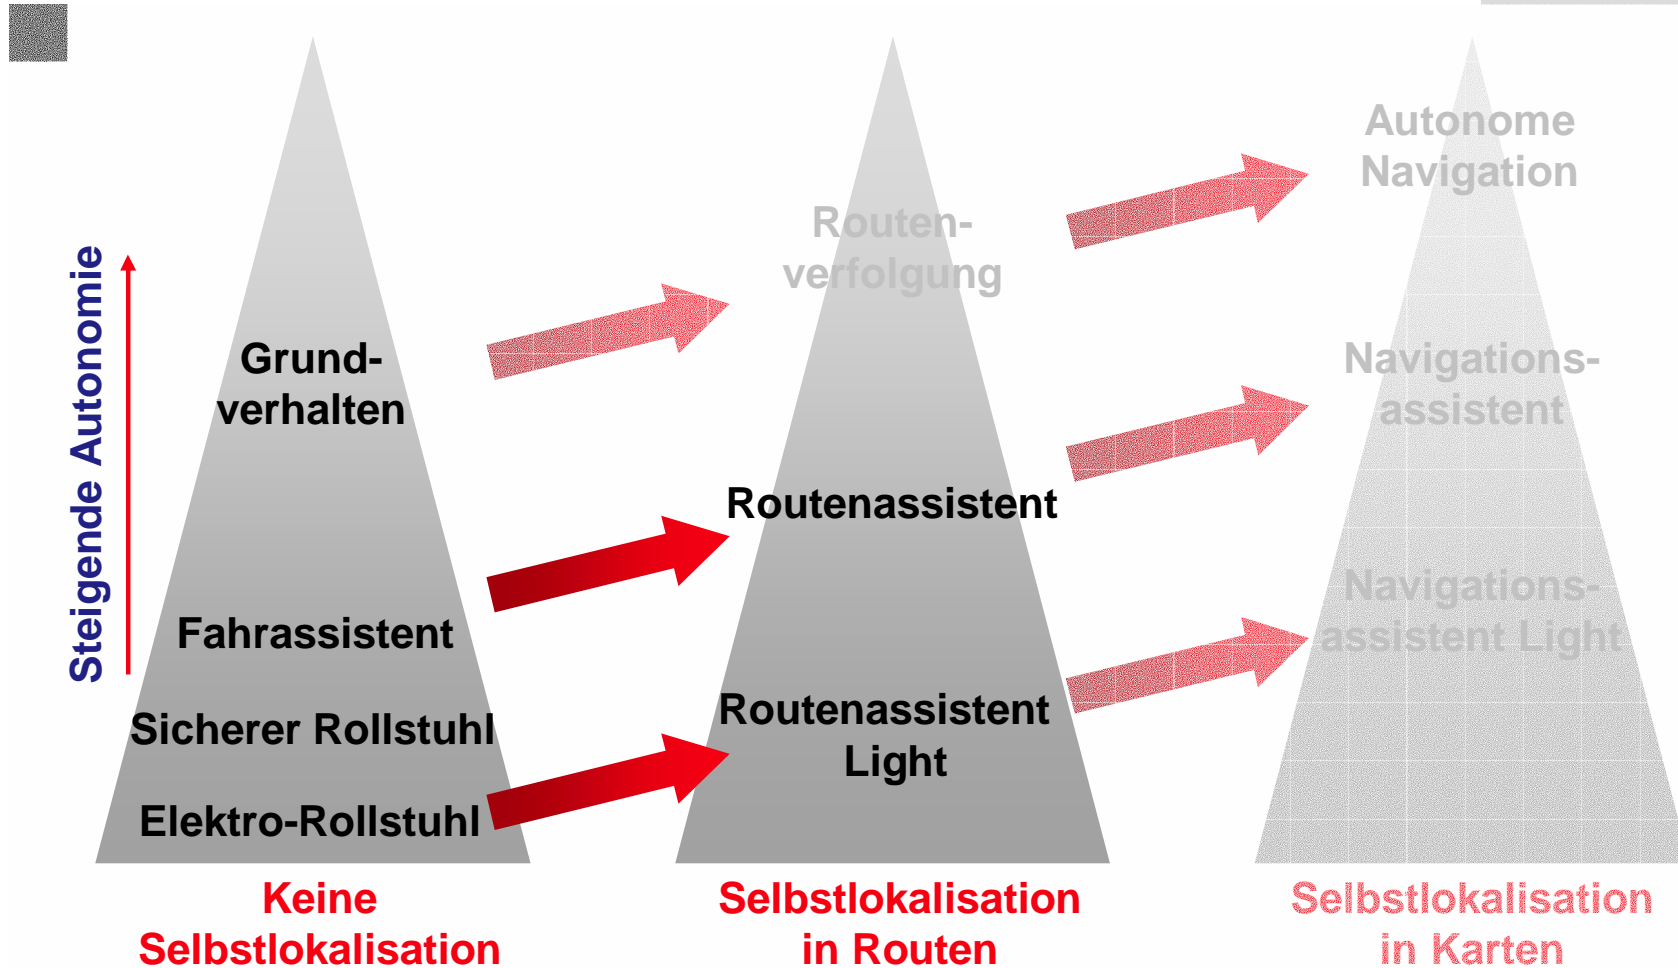 Steigende Autonomie
Grund-
verhalten
Fahrassistent
Sicherer Rollstuhl
Elektro-Rollstuhl
Keine
Selbstlokalisation
Routen-
verfolgung
Routenassistent
Routenassistent
Light
Selbstlokalisation
in Routen
Autonome
Navigation
Navigations-
assistent
Navigations-
assistent Light
Selbstlokalisation
in Karten